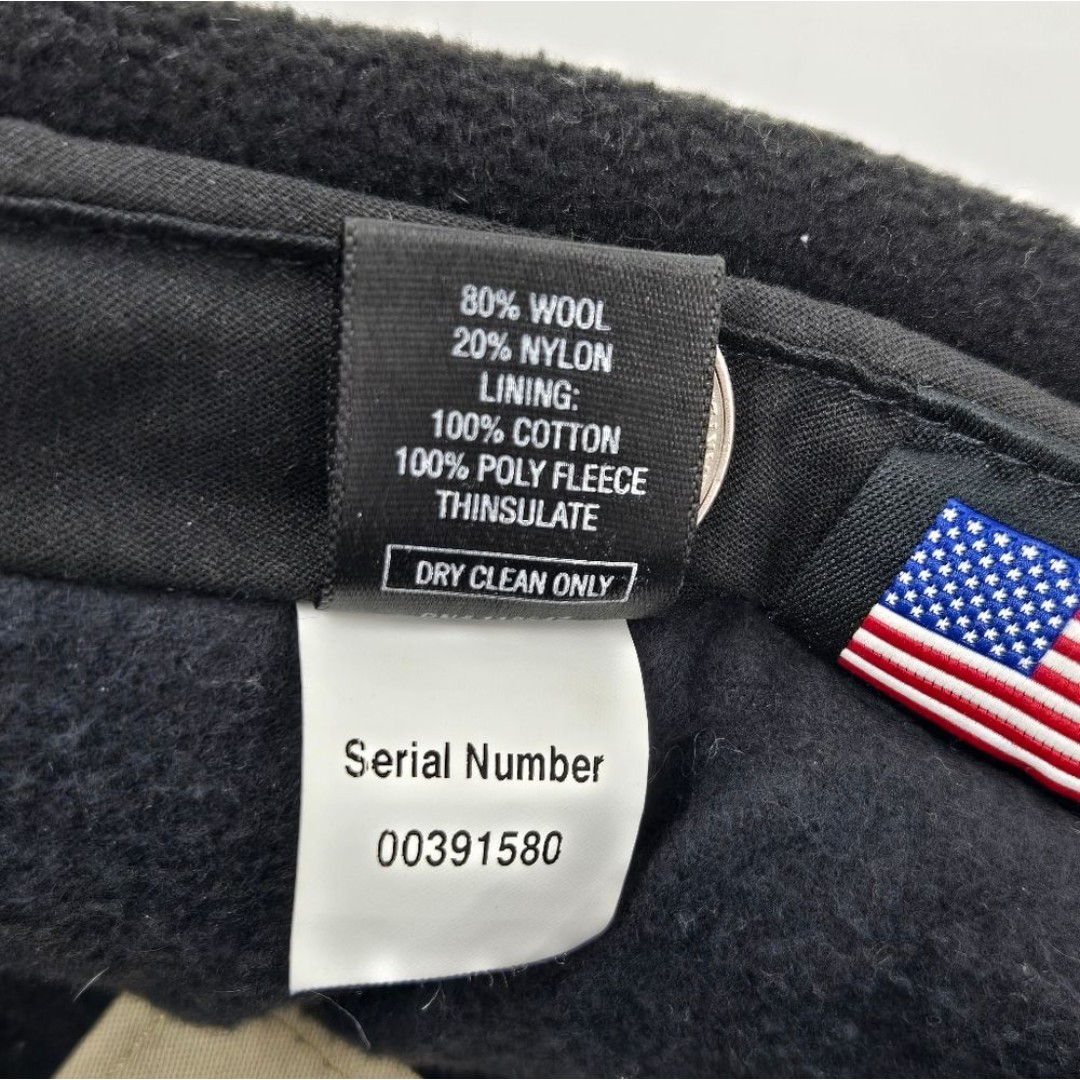 80% WOOL
20% NYLON
LINING:
100% COTTON
100% POLY FLEECE
THINSULATE
DRY CLEAN ONLY
Serial Number
00391580